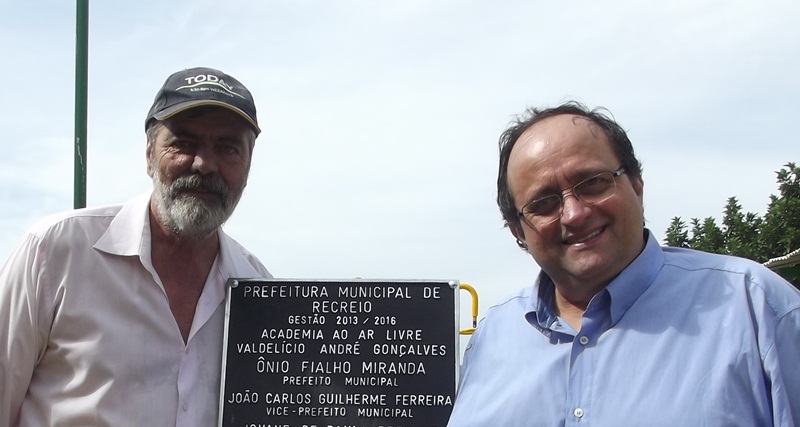 TODAY
PREFEITURA MUNICIPAL DE
RECREIO
GESTÃO 2013 / 2016
ACADEMIA AO AR LIVRE
VALDELÍCIO ANDRÉ GONÇALVES
ÔNIO FIALHO MIRANDA
PREFEITO MUNICIPAL
JOÃO CARLOS GUILHERME FERREIRA
VICE-PREFEITO MUNICIPAL